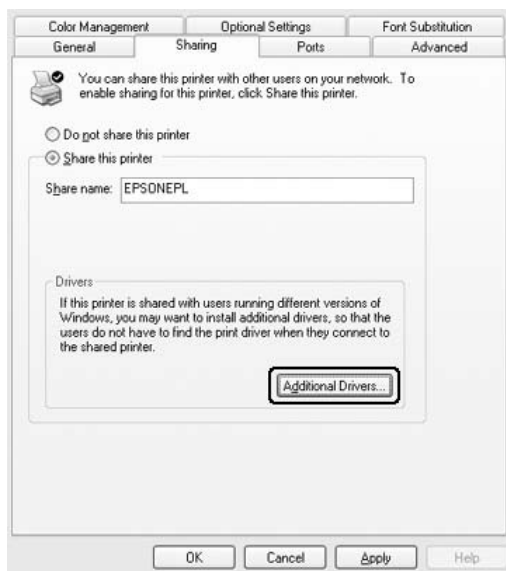 Color Management Optional Settings Font Substitution
General Sharing Ports Advanced
You can share this printer with other users on your network. To
enable sharing for this printer, click Share this printer.
Do not share this printer
Share this printer
Share name: EPSONEPL
Drivers
If this printer is shared with users running different versions of
Windows, you may want to install additional drivers, so that the
users do not have to find the print driver when they connect to
the shared printer.
Additional Drivers...
OK Cancel Apply Help